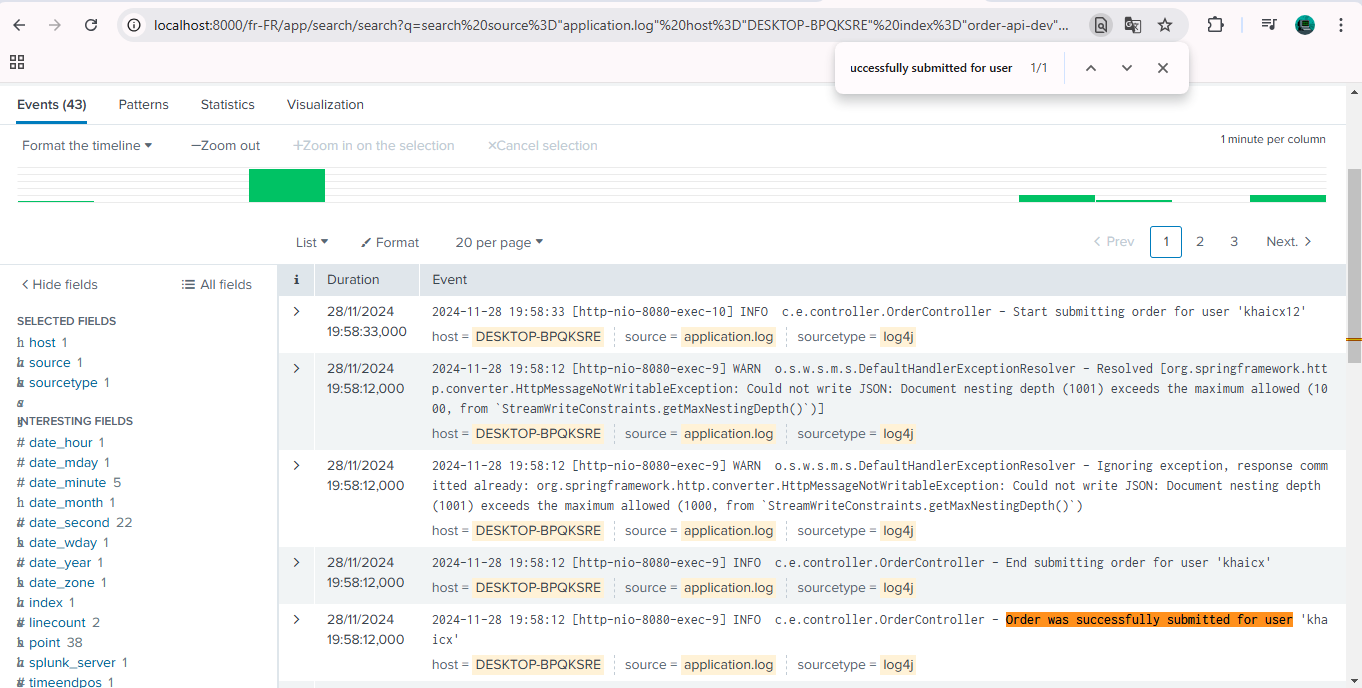 localhost:8000/fr-FR/app/search/search?q=search%20source%3D"application.log"%20host%3D"DESKTOP-BPQKSRE"%20index%3D"order-api-dev"...
uccessfully submitted for user 1/1
Events (43) Patterns Statistics Visualization
Format the timeline −Zoom out +Zoom in on the selection ×Cancel selection
1 minute per column
List Format 20 per page
< Prev 1 2 3 Next. >
< Hide fields All fields
SELECTED FIELDS
host 1
source 1
sourcetype 1
INTERESTING FIELDS
# date_hour 1
# date_mday 1
# date_minute 5
date_month 1
# date_second 22
date_wday 1
# date_year 1
date_zone 1
index 1
# linecount 2
point 38
splunk_server 1
# timeendpos 1
i Duration Event
28/11/2024
19:58:33,000
2024-11-28 19:58:33 [http-nio-8080-exec-10] INFO c.e.controller.OrderController - Start submitting order for user 'khaicx12'
host = DESKTOP-BPQKSRE source = application.log sourcetype = log4j
28/11/2024
19:58:12,000
2024-11-28 19:58:12 [http-nio-8080-exec-9] WARN o.s.w.s.m.s.DefaultHandlerExceptionResolver - Resolved [org.springframework.htt
p.converter.HttpMessageNotWritableException: Could not write JSON: Document nesting depth (1001) exceeds the maximum allowed (10
00, from `StreamWriteConstraints.getMaxNestingDepth()`)]
host = DESKTOP-BPQKSRE source = application.log sourcetype = log4j
28/11/2024
19:58:12,000
2024-11-28 19:58:12 [http-nio-8080-exec-9] WARN o.s.w.s.m.s.DefaultHandlerExceptionResolver - Ignoring exception, response comm
itted already: org.springframework.http.converter.HttpMessageNotWritableException: Could not write JSON: Document nesting depth
(1001) exceeds the maximum allowed (1000, from `StreamWriteConstraints.getMaxNestingDepth()`)
host = DESKTOP-BPQKSRE source = application.log sourcetype = log4j
28/11/2024
19:58:12,000
2024-11-28 19:58:12 [http-nio-8080-exec-9] INFO c.e.controller.OrderController - End submitting order for user 'khaicx'
host = DESKTOP-BPQKSRE source = application.log sourcetype = log4j
28/11/2024
19:58:12,000
2024-11-28 19:58:12 [http-nio-8080-exec-9] INFO c.e.controller.OrderController - Order was successfully submitted for user 'kha
icx'
host = DESKTOP-BPQKSRE source = application.log sourcetype = log4j